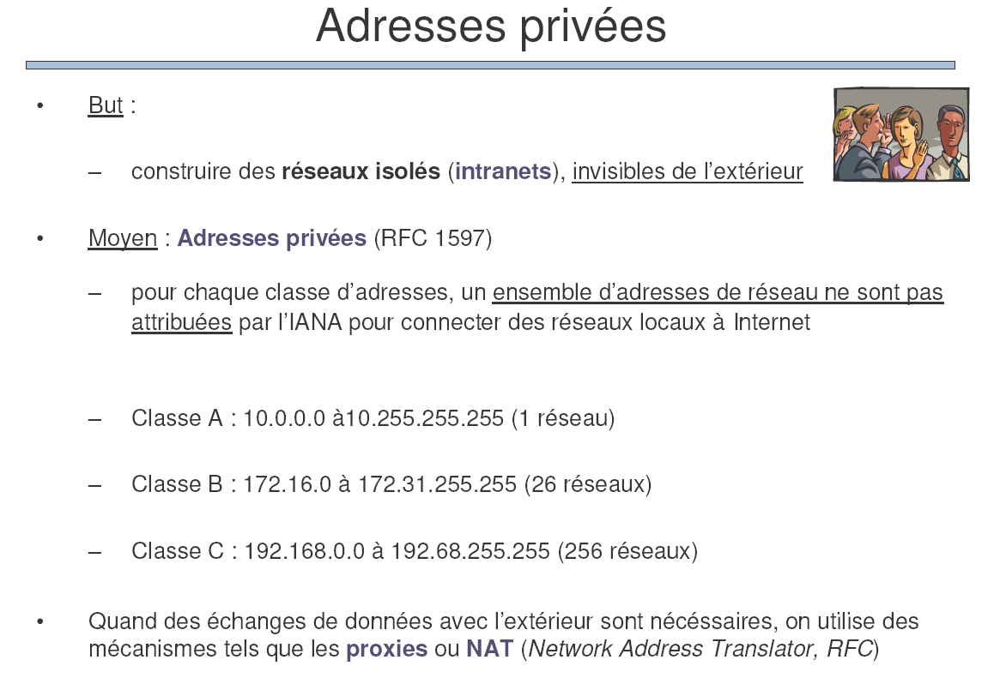 Adresses privées
• But :
– construire des réseaux isolés (intranets), invisibles de l'extérieur
• Moyen : Adresses privées (RFC 1597)
– pour chaque classe d'adresses, un ensemble d'adresses de réseau ne sont pas
attribuées par l'IANA pour connecter des réseaux locaux à Internet
– Classe A : 10.0.0.0 à10.255.255.255 (1 réseau)
– Classe B : 172.16.0 à 172.31.255.255 (26 réseaux)
– Classe C : 192.168.0.0 à 192.68.255.255 (256 réseaux)
• Quand des échanges de données avec l'extérieur sont nécéssaires, on utilise des
mécanismes tels que les proxies ou NAT (Network Address Translator, RFC)